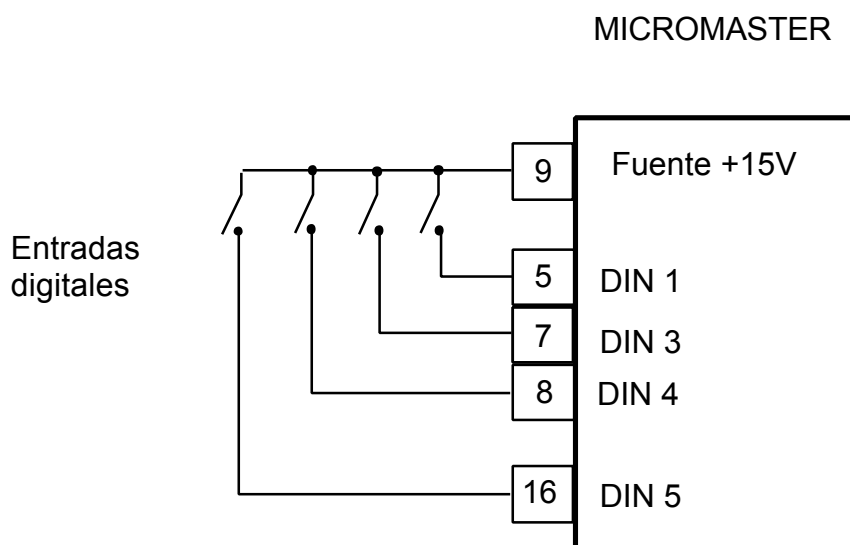 MICROMASTER
9
Fuente +15V
Entradas
digitales
5
DIN 1
7
DIN 3
8
DIN 4
16
DIN 5